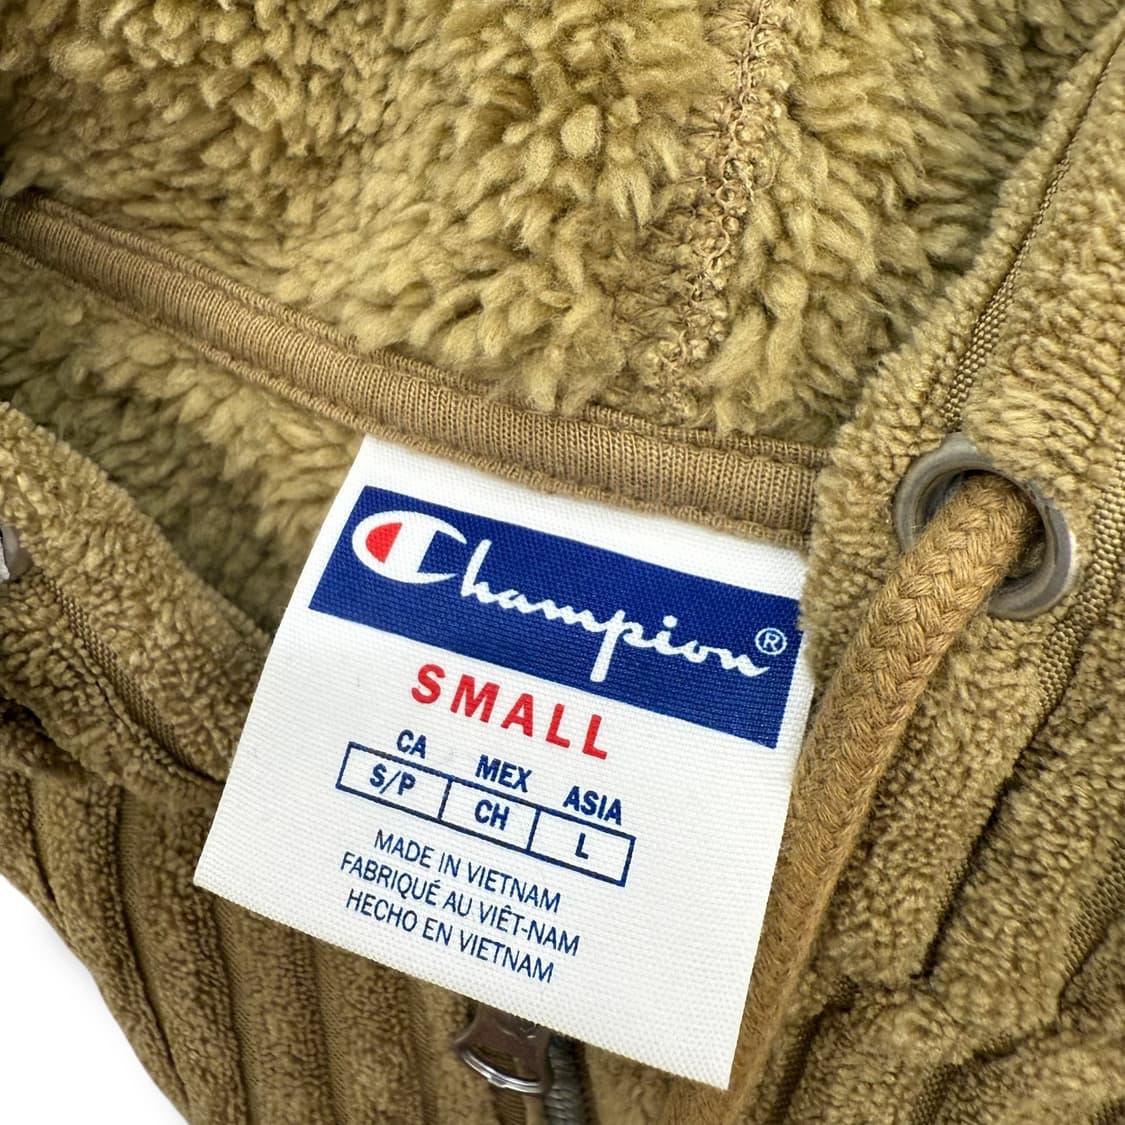 Champion®
SMALL
CA MEX ASIA
S/P CH L
MADE IN VIETNAM
FABRIQUÉ AU VIÊT-NAM
HECHO EN VIETNAM